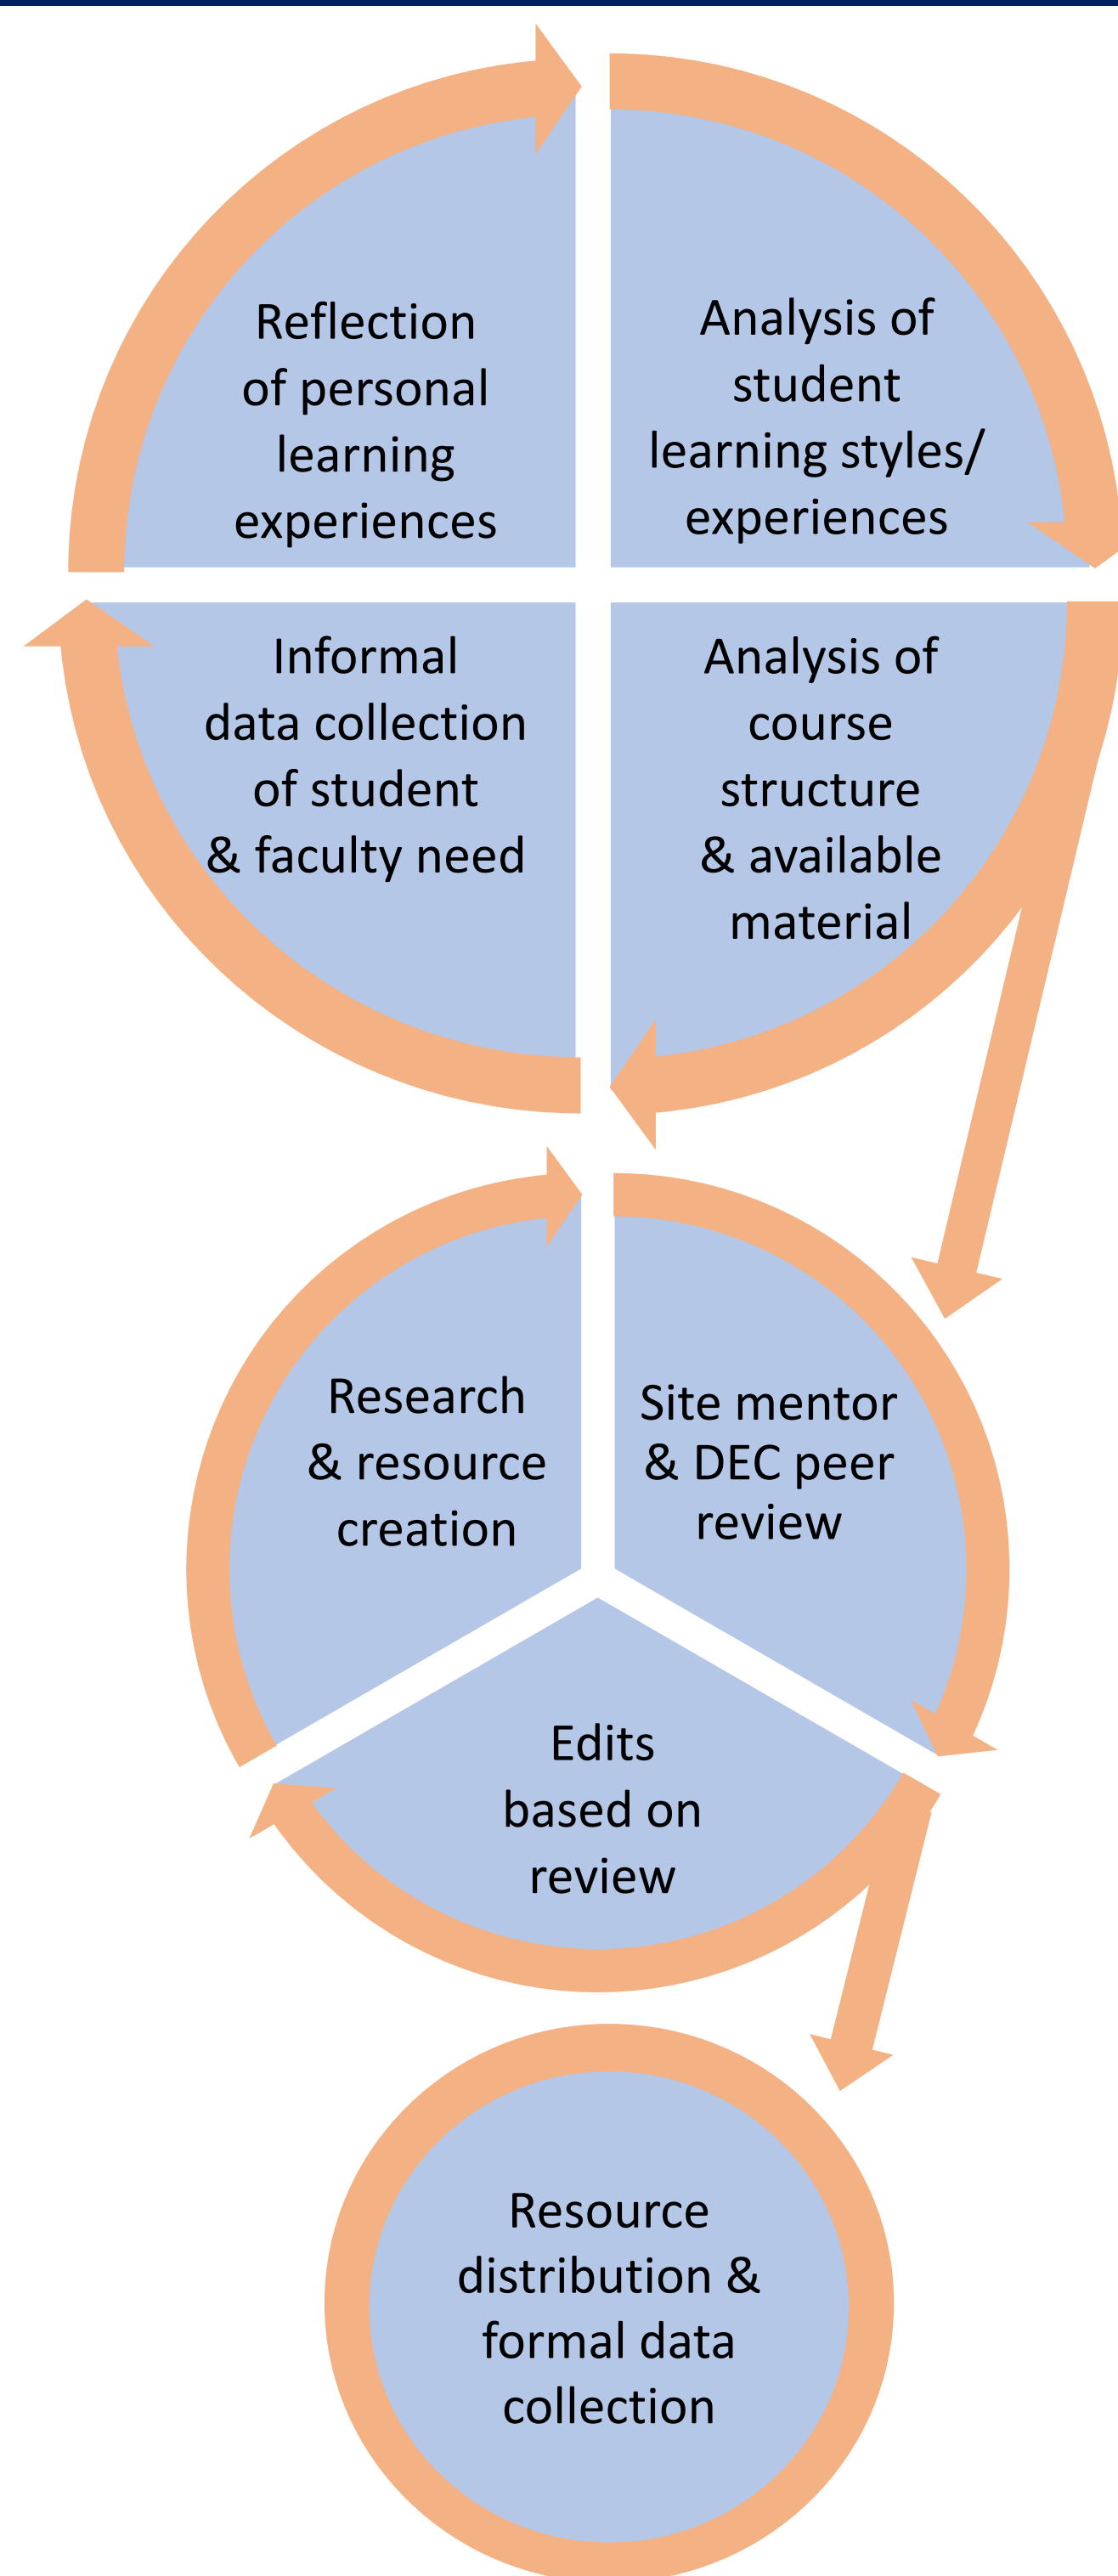 Reflection
of personal
learning
experiences
Analysis of
student
learning styles/
experiences
Informal
data collection
of student
& faculty need
Analysis of
course
structure
& available
material
Research
& resource
creation
Site mentor
& DEC peer
review
Edits
based on
review
Resource
distribution &
formal data
collection